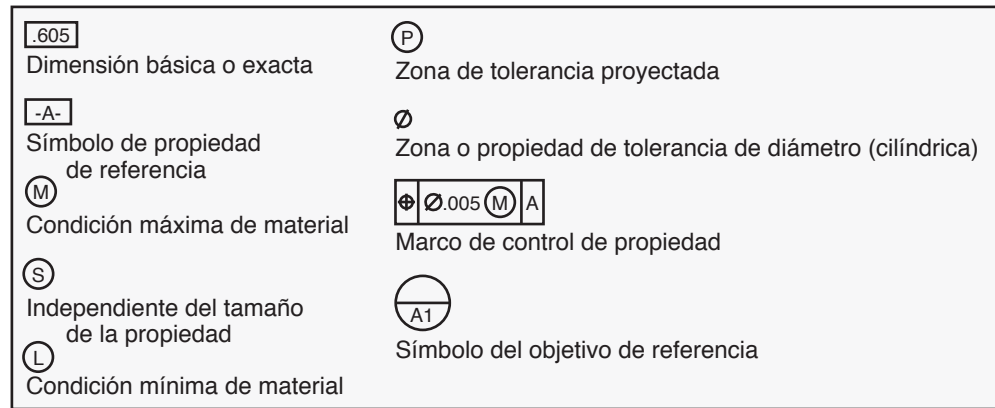 .605
Dimensión básica o exacta
-A-
Símbolo de propiedad
de referencia
M
Condición máxima de material
S
Independiente del tamaño
de la propiedad
L
Condición mínima de material
P
Zona de tolerancia proyectada
Ø
Zona o propiedad de tolerancia de diámetro (cilíndrica)
⌖ Ø.005 M A
Marco de control de propiedad
A1
Símbolo del objetivo de referencia